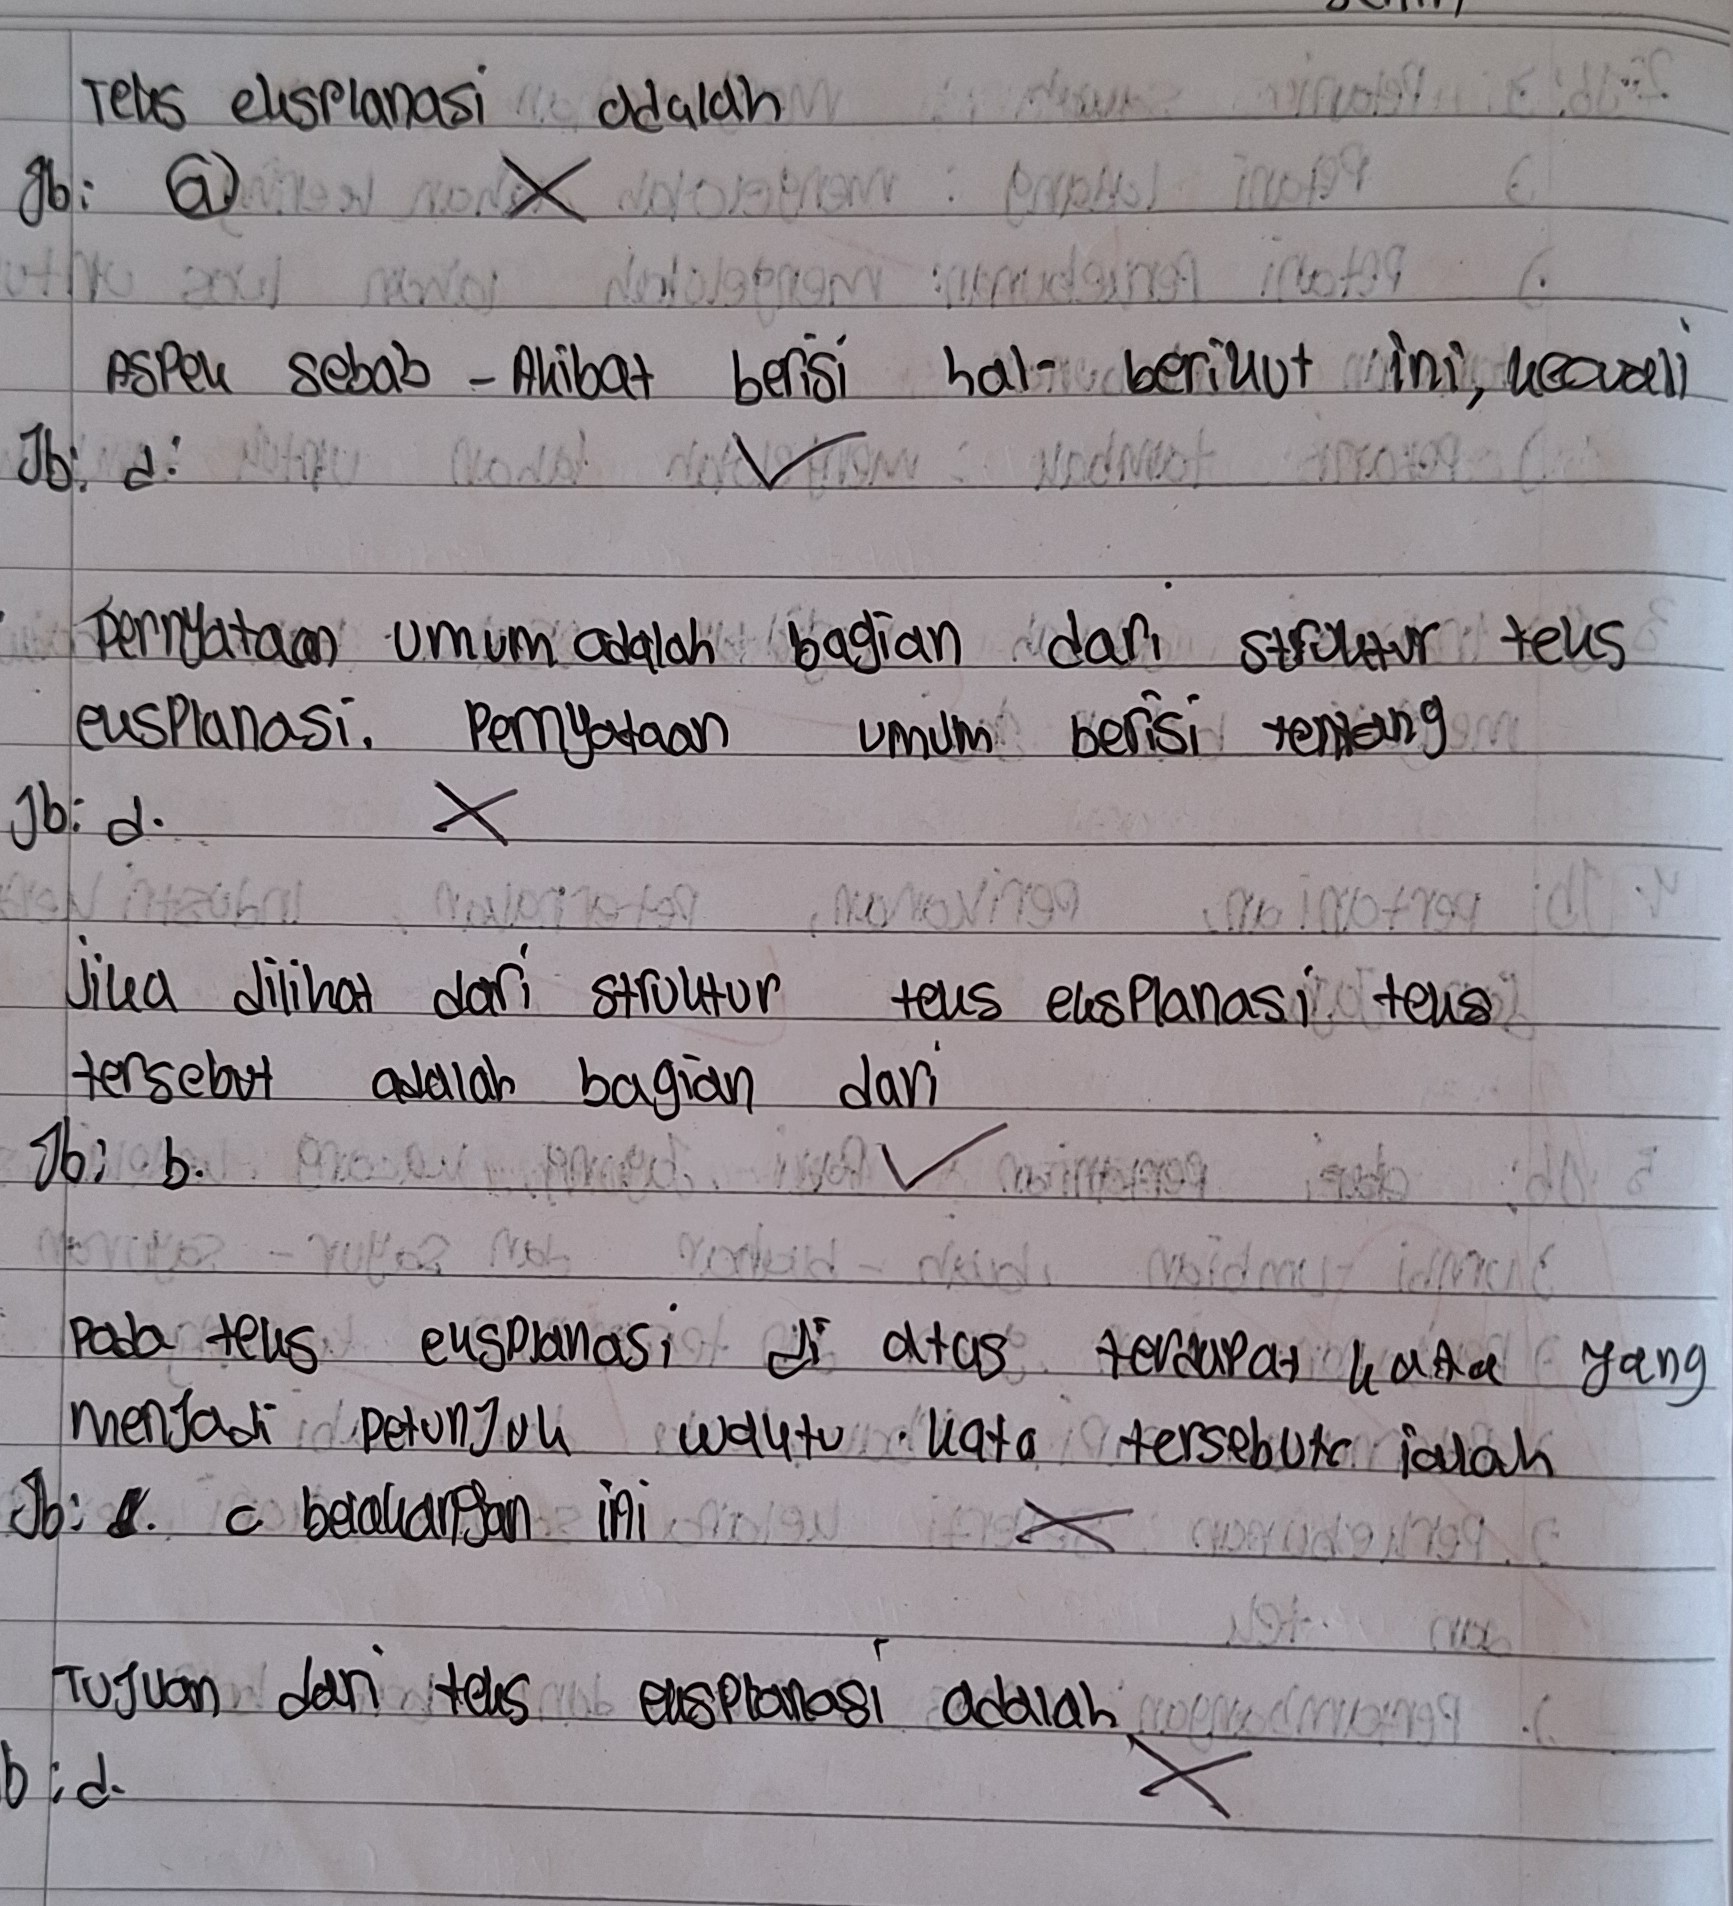 Teks eksplanasi adalah
Jb: a
Aspek sebab - Akibat berisi hal- berikut ini, kecuali
Jb: d.
Pernyataan umum adalah bagian dari struktur teks
eksplanasi. Pernyataan umum berisi tentang
Jb: d.
Jika dilihat dari struktur teks eksplanasi teks
tersebut adalah bagian dari
Jb: b.
Pada teks eksplanasi di atas terdapat kata yang
menjadi petunjuk waktu. Kata tersebut ialah
Jb: c belakangan ini
Tujuan dari teks eksplanasi adalah
b: d.